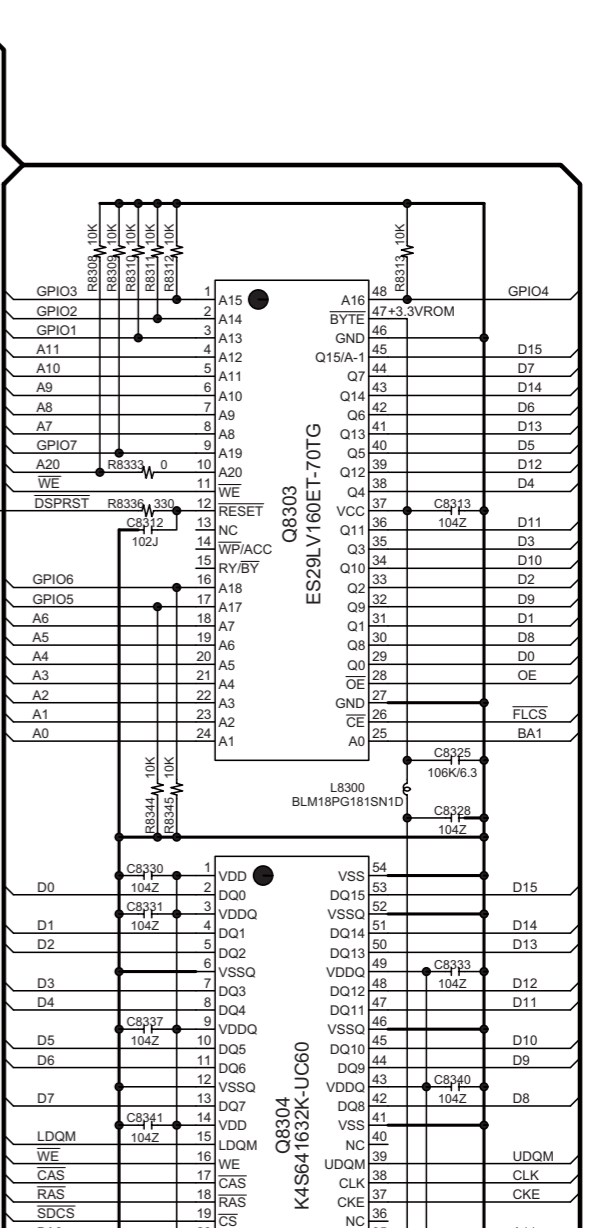 R8308 10K
R8309 10K
R8310 10K
R8311 10K
R8312 10K
R8313 10K
GPIO3 1 A15 A16 48 GPIO4
GPIO2 2 A14 BYTE 47 +3.3VROM
GPIO1 3 A13 GND 46
A11 4 A12 Q15/A-1 45 D15
A10 5 A11 Q7 44 D7
A9 6 A10 Q14 43 D14
A8 7 A9 Q6 42 D6
A7 8 A8 Q13 41 D13
GPIO7 9 A19 Q5 40 D5
A20 R8333 0 10 A20 Q12 39 D12
WE 11 WE Q4 38 D4
DSPRST R8336 330 12 RESET VCC 37 C8313 104Z
C8312 102J 13 NC Q11 36 D11
14 WP/ACC Q3 35 D3
15 RY/BY Q10 34 D10
GPIO6 16 A18 Q2 33 D2
GPIO5 17 A17 Q9 32 D9
A6 18 A7 Q1 31 D1
A5 19 A6 Q8 30 D8
A4 20 A5 Q0 29 D0
A3 21 A4 OE 28 OE
A2 22 A3 GND 27
A1 23 A2 CE 26 FLCS
A0 24 A1 A0 25 BA1
Q8303
ES29LV160ET-70TG
R8344 10K
R8345 10K
C8325
106K/6.3
L8300
BLM18PG181SN1D
C8328
104Z
C8330 104Z 1 VDD VSS 54
D0 2 DQ0 DQ15 53 D15
C8331 104Z 3 VDDQ VSSQ 52
D1 4 DQ1 DQ14 51 D14
D2 5 DQ2 DQ13 50 D13
6 VSSQ VDDQ 49 C8333 104Z
D3 7 DQ3 DQ12 48 D12
D4 8 DQ4 DQ11 47 D11
C8337 104Z 9 VDDQ VSSQ 46
D5 10 DQ5 DQ10 45 D10
D6 11 DQ6 DQ9 44 D9
12 VSSQ VDDQ 43 C8340 104Z
D7 13 DQ7 DQ8 42 D8
C8341 104Z 14 VDD VSS 41
LDQM 15 LDQM NC 40
WE 16 WE UDQM 39 UDQM
CAS 17 CAS CLK 38 CLK
RAS 18 RAS CKE 37 CKE
SDCS 19 CS NC 36
Q8304
K4S641632K-UC60